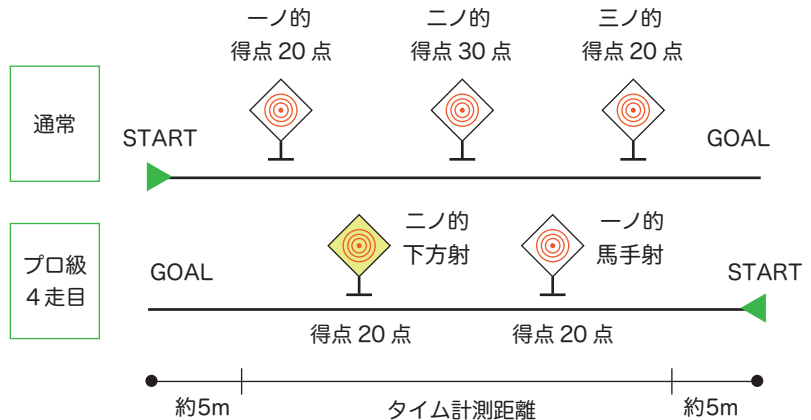 一ノ的
得点 20 点
二ノ的
得点 30 点
三ノ的
得点 20 点
通常
START
GOAL
プロ級
4走目
GOAL
二ノ的
下方射
一ノ的
馬手射
START
得点 20 点
得点 20 点
約5m
タイム計測距離
約5m